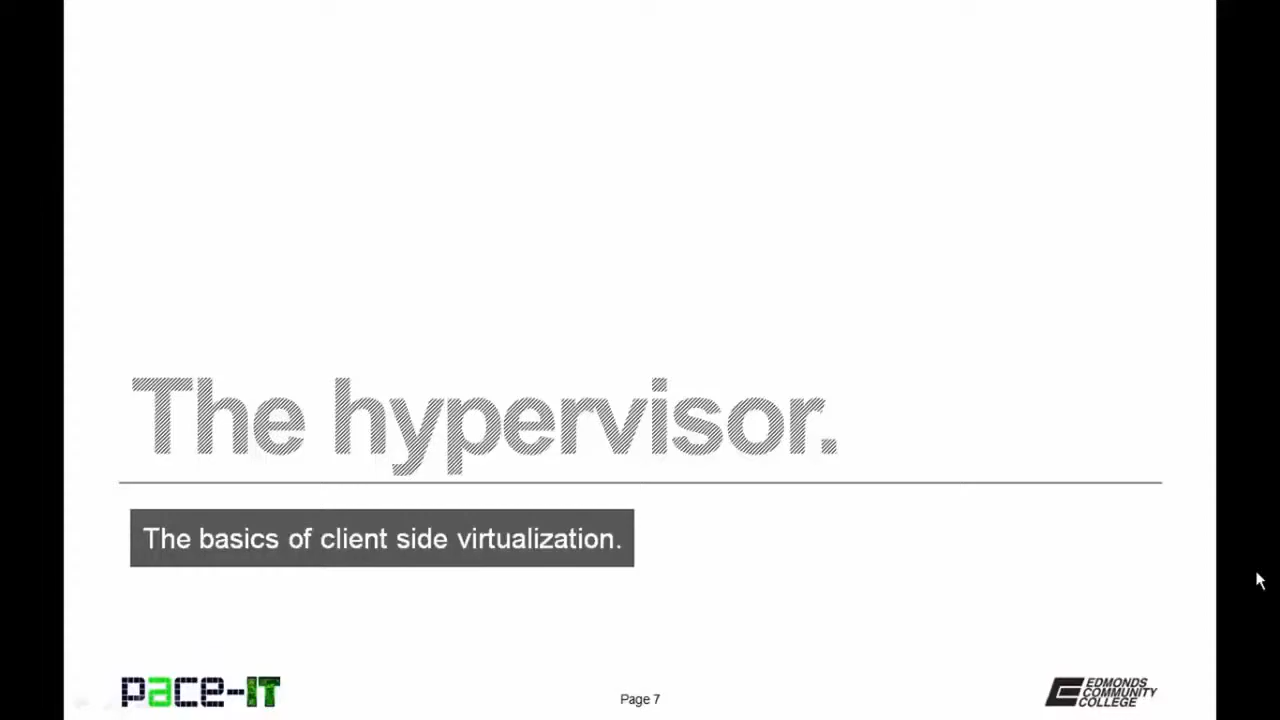 The hypervisor.
The basics of client side virtualization.
pace-IT
Page 7
EDMONDS
COMMUNITY
COLLEGE